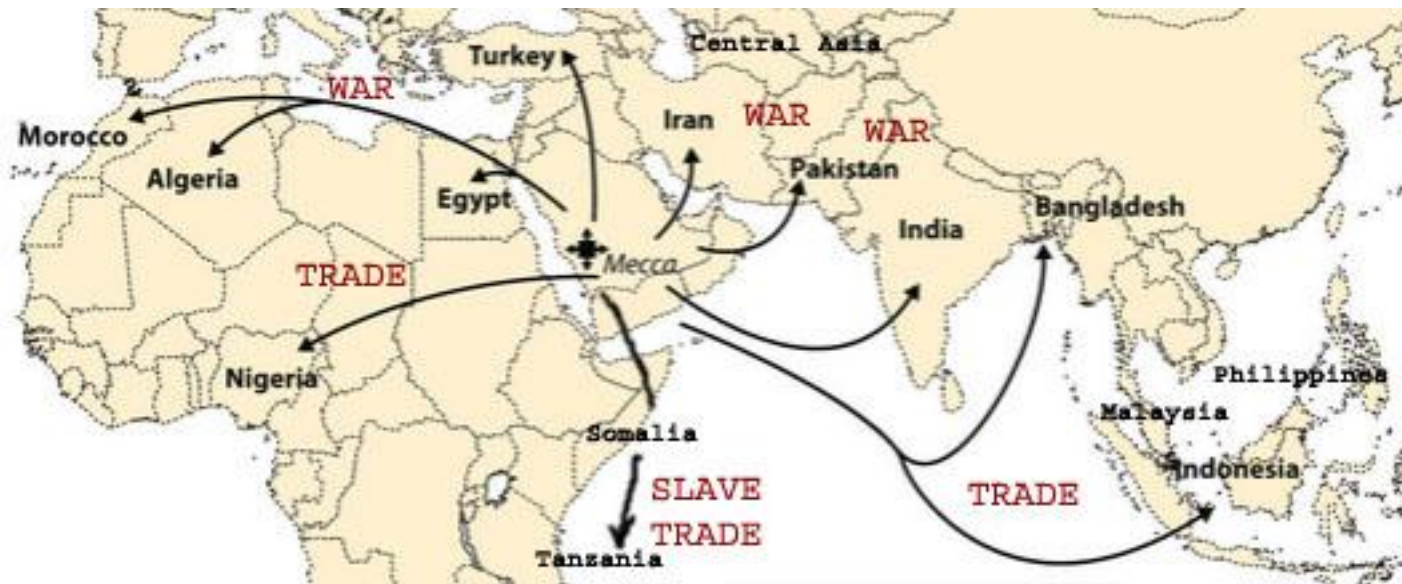 Central Asia
Turkey
WAR
Iran
WAR
WAR
Morocco
Algeria
Pakistan
Egypt
Bangladesh
India
Mecca
TRADE
Nigeria
Philippines
Malaysia
Somalia
Indonesia
SLAVE
TRADE
TRADE
Tanzania